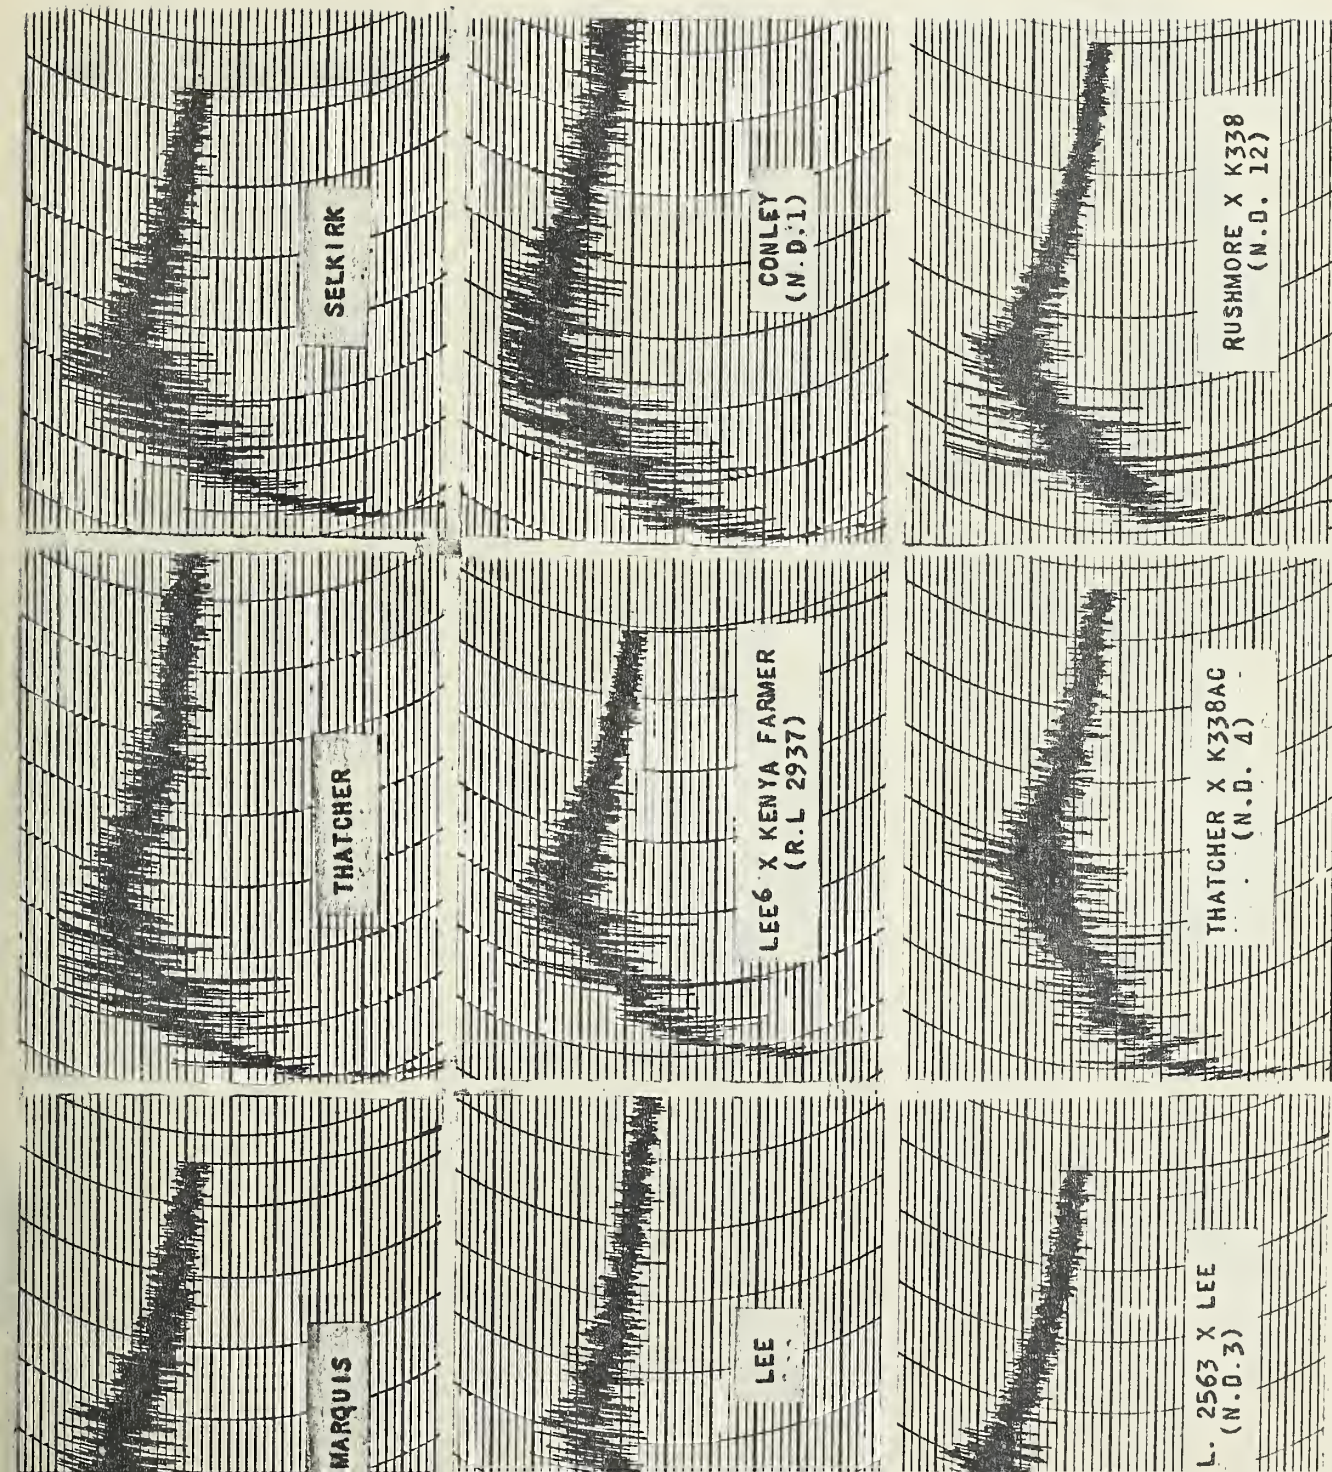 MARQUIS
THATCHER
SELKIRK
LEE
LEE⁶ X KENYA FARMER
(R.L 2937)
CONLEY
(N.D.1)
L. 2563 X LEE
(N.D.3)
THATCHER X K338AC
(N.D. 4)
RUSHMORE X K338
(N.D. 12)